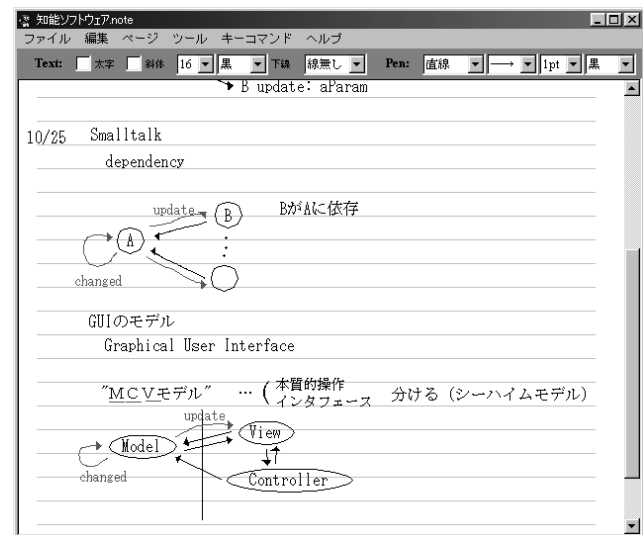 知能ソフトウェア.note
ファイル 編集 ページ ツール キーコマンド ヘルプ
Text: 太字 斜体 16 黒 下線 線無し Pen: 直線 1pt 黒
B update: aParam
10/25 Smalltalk
dependency
update B BがAに依存
A
changed
GUIのモデル
Graphical User Interface
"MCVモデル" …( 本質的操作
インタフェース 分ける (シーハイムモデル)
update
View
Model
changed
Controller